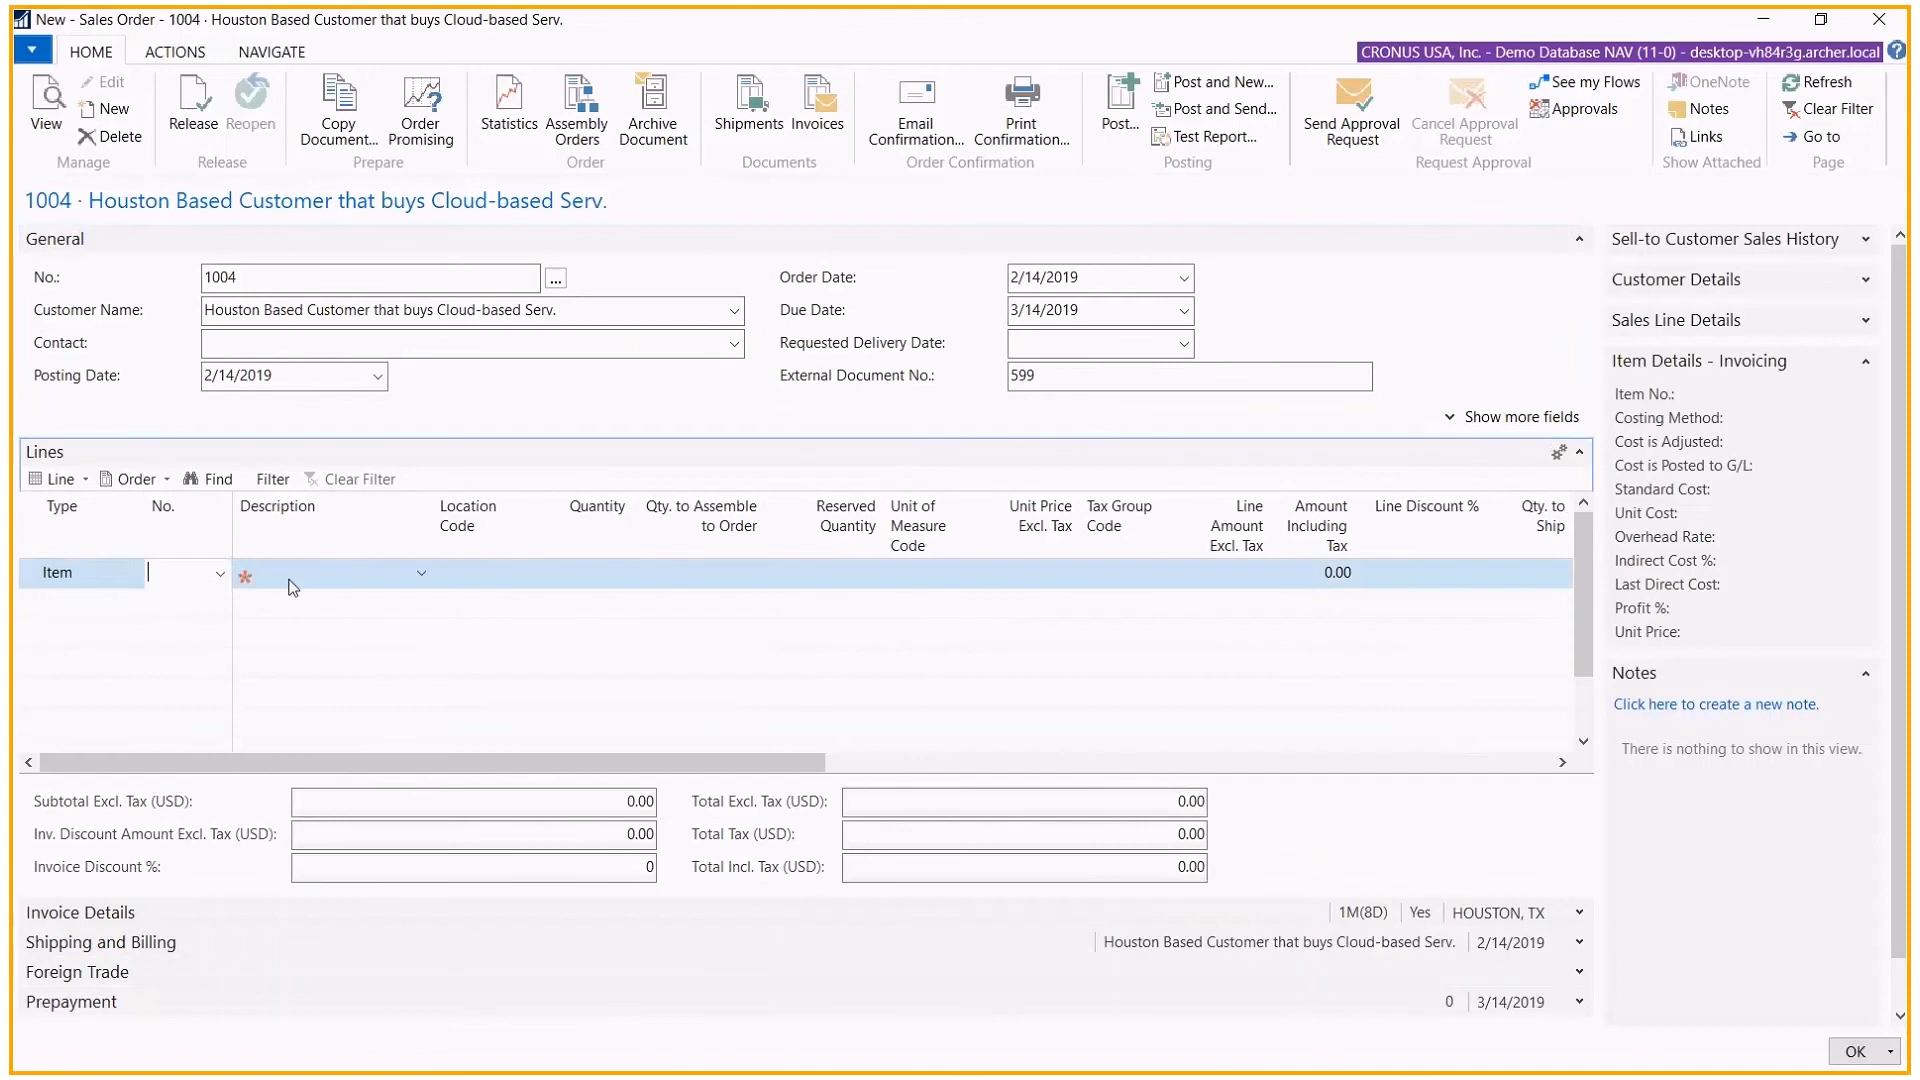 New - Sales Order - 1004 · Houston Based Customer that buys Cloud-based Serv.
HOME ACTIONS NAVIGATE
CRONUS USA, Inc. - Demo Database NAV (11-0) - desktop-vh84r3g.archer.local
?
View
Edit
New
Delete
Manage
Release
Reopen
Release
Copy
Document...
Order
Promising
Prepare
Statistics
Assembly
Orders
Archive
Document
Order
Shipments
Invoices
Documents
Email
Confirmation...
Print
Confirmation...
Order Confirmation
Post...
Post and New...
Post and Send...
Test Report...
Posting
Send Approval
Request
Cancel Approval
Request
See my Flows
Approvals
Request Approval
OneNote
Notes
Links
Show Attached
Refresh
Clear Filter
Go to
Page
1004 · Houston Based Customer that buys Cloud-based Serv.
General
No.: 1004 ...
Customer Name: Houston Based Customer that buys Cloud-based Serv.
Contact:
Posting Date: 2/14/2019
Order Date: 2/14/2019
Due Date: 3/14/2019
Requested Delivery Date:
External Document No.: 599
Show more fields
Lines
Line Order Find Filter Clear Filter
Type
No.
Description
Location
Code
Quantity
Qty. to Assemble
to Order
Reserved
Quantity
Unit of
Measure
Code
Unit Price
Excl. Tax
Tax Group
Code
Line
Amount
Excl. Tax
Amount
Including
Tax
Line Discount %
Qty. to
Ship
Item * 0.00
Subtotal Excl. Tax (USD): 0.00
Inv. Discount Amount Excl. Tax (USD): 0.00
Invoice Discount %: 0
Total Excl. Tax (USD): 0.00
Total Tax (USD): 0.00
Total Incl. Tax (USD): 0.00
Invoice Details 1M(8D) Yes HOUSTON, TX
Shipping and Billing Houston Based Customer that buys Cloud-based Serv. 2/14/2019
Foreign Trade
Prepayment 0 3/14/2019
Sell-to Customer Sales History
Customer Details
Sales Line Details
Item Details - Invoicing
Item No.:
Costing Method:
Cost is Adjusted:
Cost is Posted to G/L:
Standard Cost:
Unit Cost:
Overhead Rate:
Indirect Cost %:
Last Direct Cost:
Profit %:
Unit Price:
Notes
Click here to create a new note.
There is nothing to show in this view.
OK